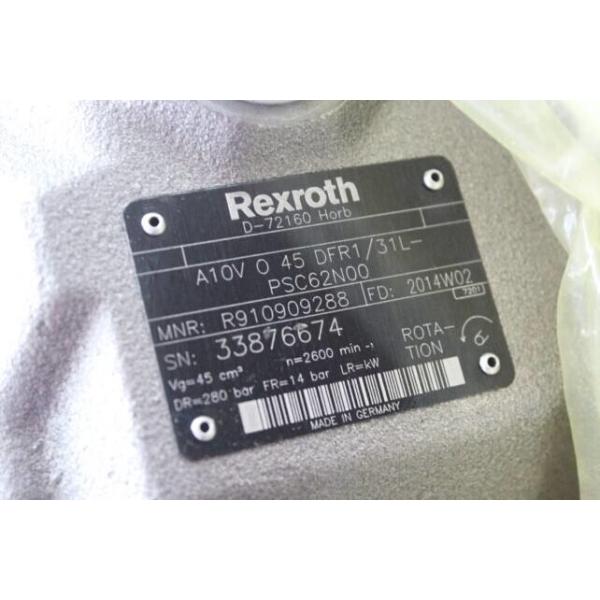 Rexroth
D-72160 Horb
A10V O 45 DFR1/31L-
PSC62N00
MNR: R910909288 FD: 2014W02
7201
SN: 33876674
ROTA-
TION
Vg=45 cm³ n=2600 min -1
DR=280 bar FR=14 bar LR=kW
MADE IN GERMANY